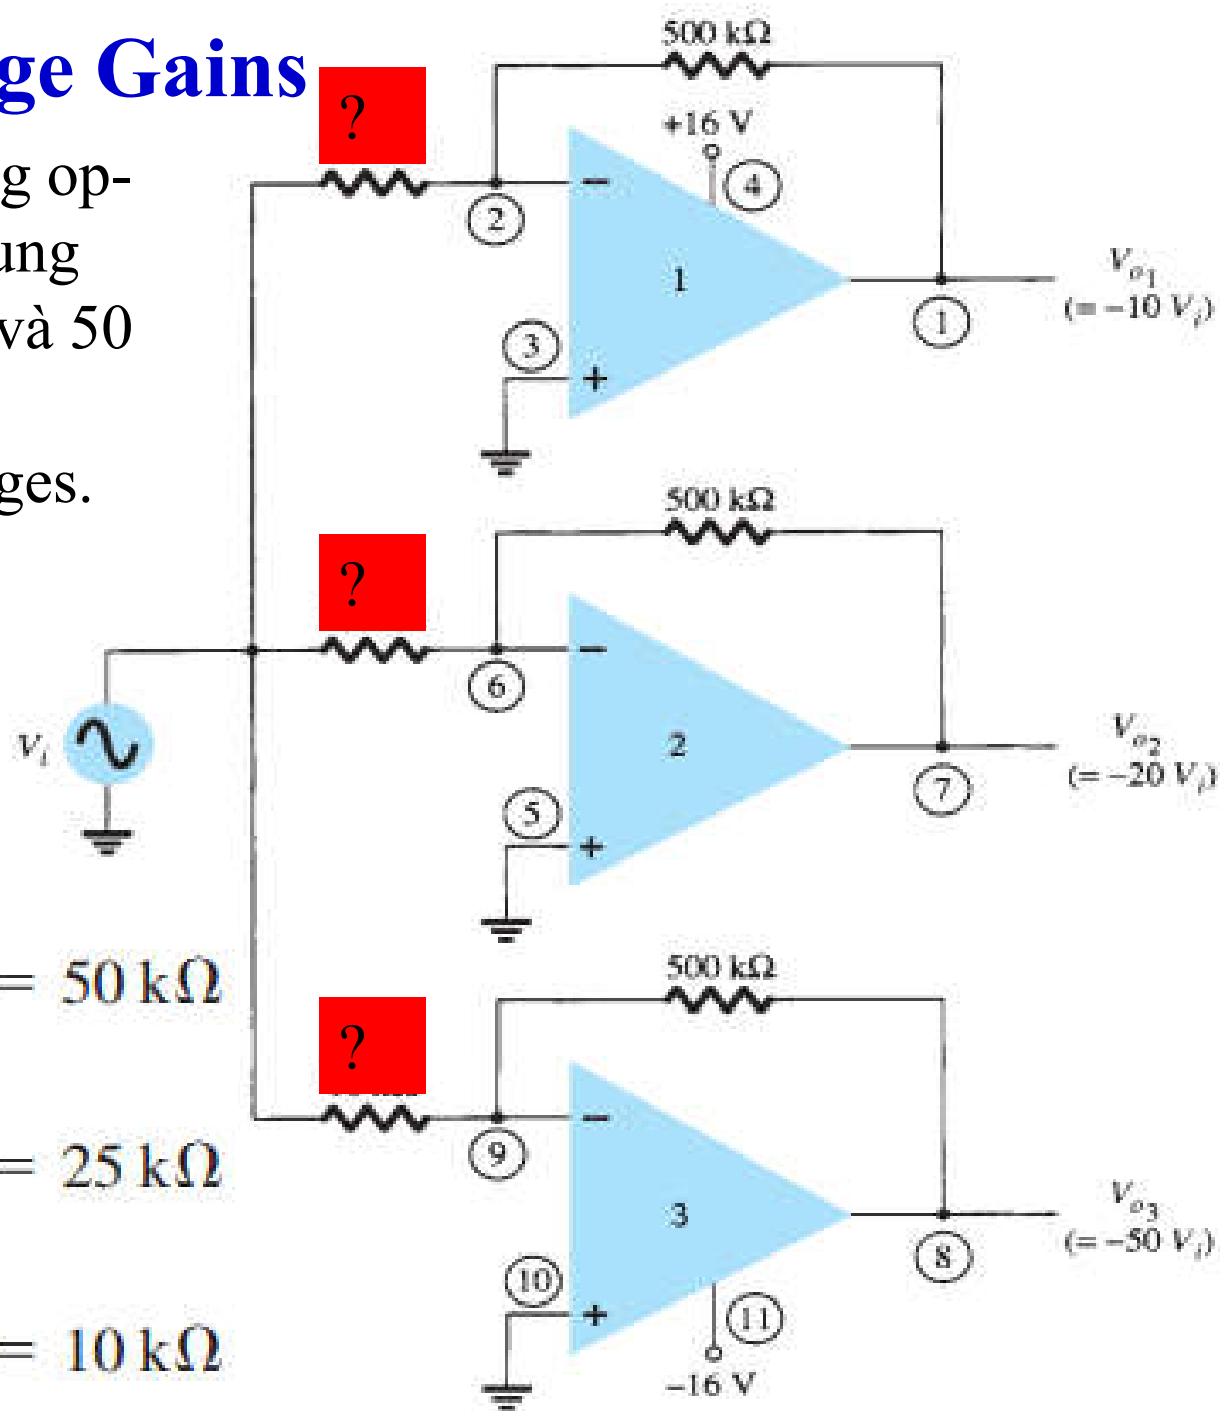 ge Gains
g op-
ung
và 50
ges.
= 50 kΩ
= 25 kΩ
= 10 kΩ
500 kΩ
?
+16 V
4
−
2
1
3
+
1
Vo1
(= −10 Vi)
500 kΩ
?
−
6
2
5
+
7
Vo2
(= −20 Vi)
Vi
500 kΩ
?
−
9
3
10
+
11
−16 V
8
Vo3
(= −50 Vi)